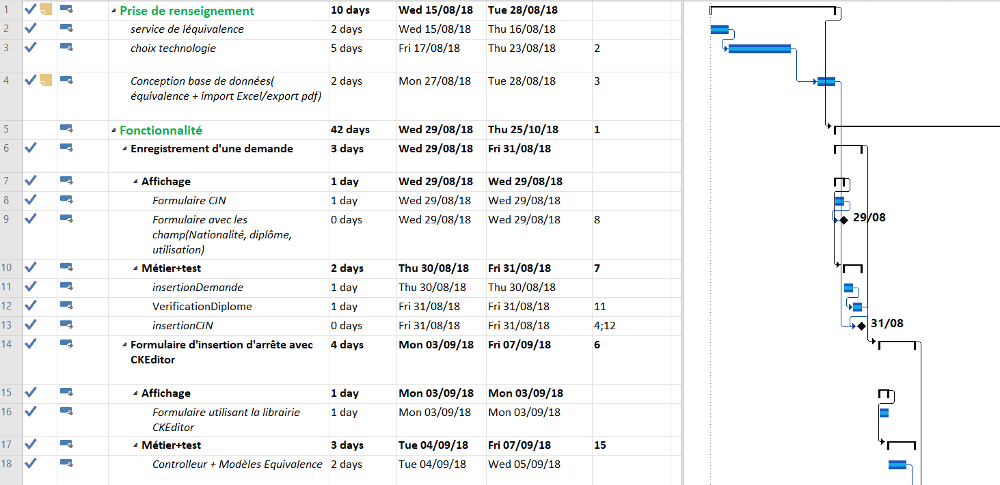 1 Prise de renseignement 10 days Wed 15/08/18 Tue 28/08/18
2 service de léquivalence 2 days Wed 15/08/18 Thu 16/08/18
3 choix technologie 5 days Fri 17/08/18 Thu 23/08/18 2
4 Conception base de données( 2 days Mon 27/08/18 Tue 28/08/18 3
équivalence + import Excel/export pdf)
5 Fonctionnalité 42 days Wed 29/08/18 Thu 25/10/18 1
6 Enregistrement d'une demande 3 days Wed 29/08/18 Fri 31/08/18
7 Affichage 1 day Wed 29/08/18 Wed 29/08/18
8 Formulaire CIN 1 day Wed 29/08/18 Wed 29/08/18
9 Formulaire avec les 0 days Wed 29/08/18 Wed 29/08/18 8 29/08
champ(Nationalité, diplôme,
utilisation)
10 Métier+test 2 days Thu 30/08/18 Fri 31/08/18 7
11 insertionDemande 1 day Thu 30/08/18 Thu 30/08/18
12 VerificationDiplome 1 day Fri 31/08/18 Fri 31/08/18 11
13 insertionCIN 0 days Fri 31/08/18 Fri 31/08/18 4;12 31/08
14 Formulaire d'insertion d'arrête avec 4 days Mon 03/09/18 Fri 07/09/18 6
CKEditor
15 Affichage 1 day Mon 03/09/18 Mon 03/09/18
16 Formulaire utilisant la librairie 1 day Mon 03/09/18 Mon 03/09/18
CKEditor
17 Métier+test 3 days Tue 04/09/18 Fri 07/09/18 15
18 Controlleur + Modèles Equivalence 2 days Tue 04/09/18 Wed 05/09/18